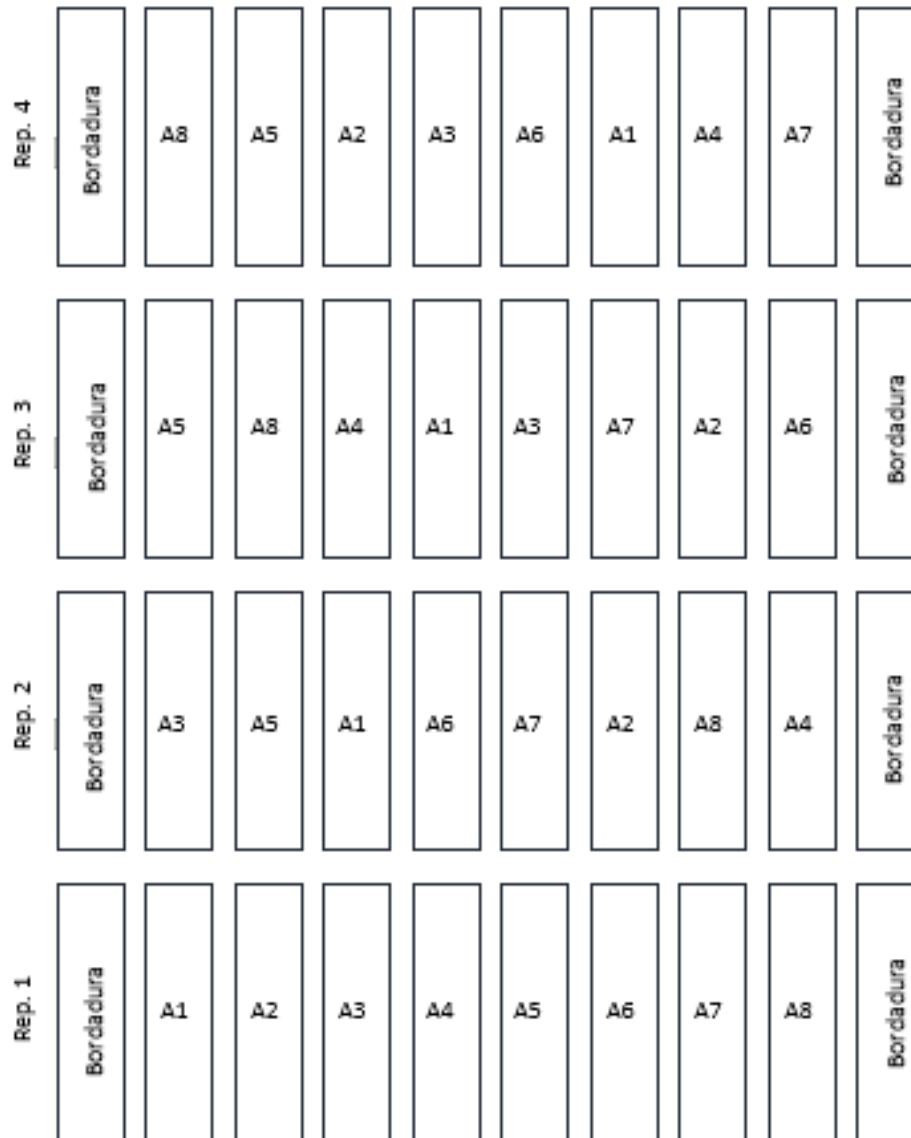 Rep. 4
Bordadura A8 A5 A2 A3 A6 A1 A4 A7 Bordadura
Rep. 3
Bordadura A5 A8 A4 A1 A3 A7 A2 A6 Bordadura
Rep. 2
Bordadura A3 A5 A1 A6 A7 A2 A8 A4 Bordadura
Rep. 1
Bordadura A1 A2 A3 A4 A5 A6 A7 A8 Bordadura